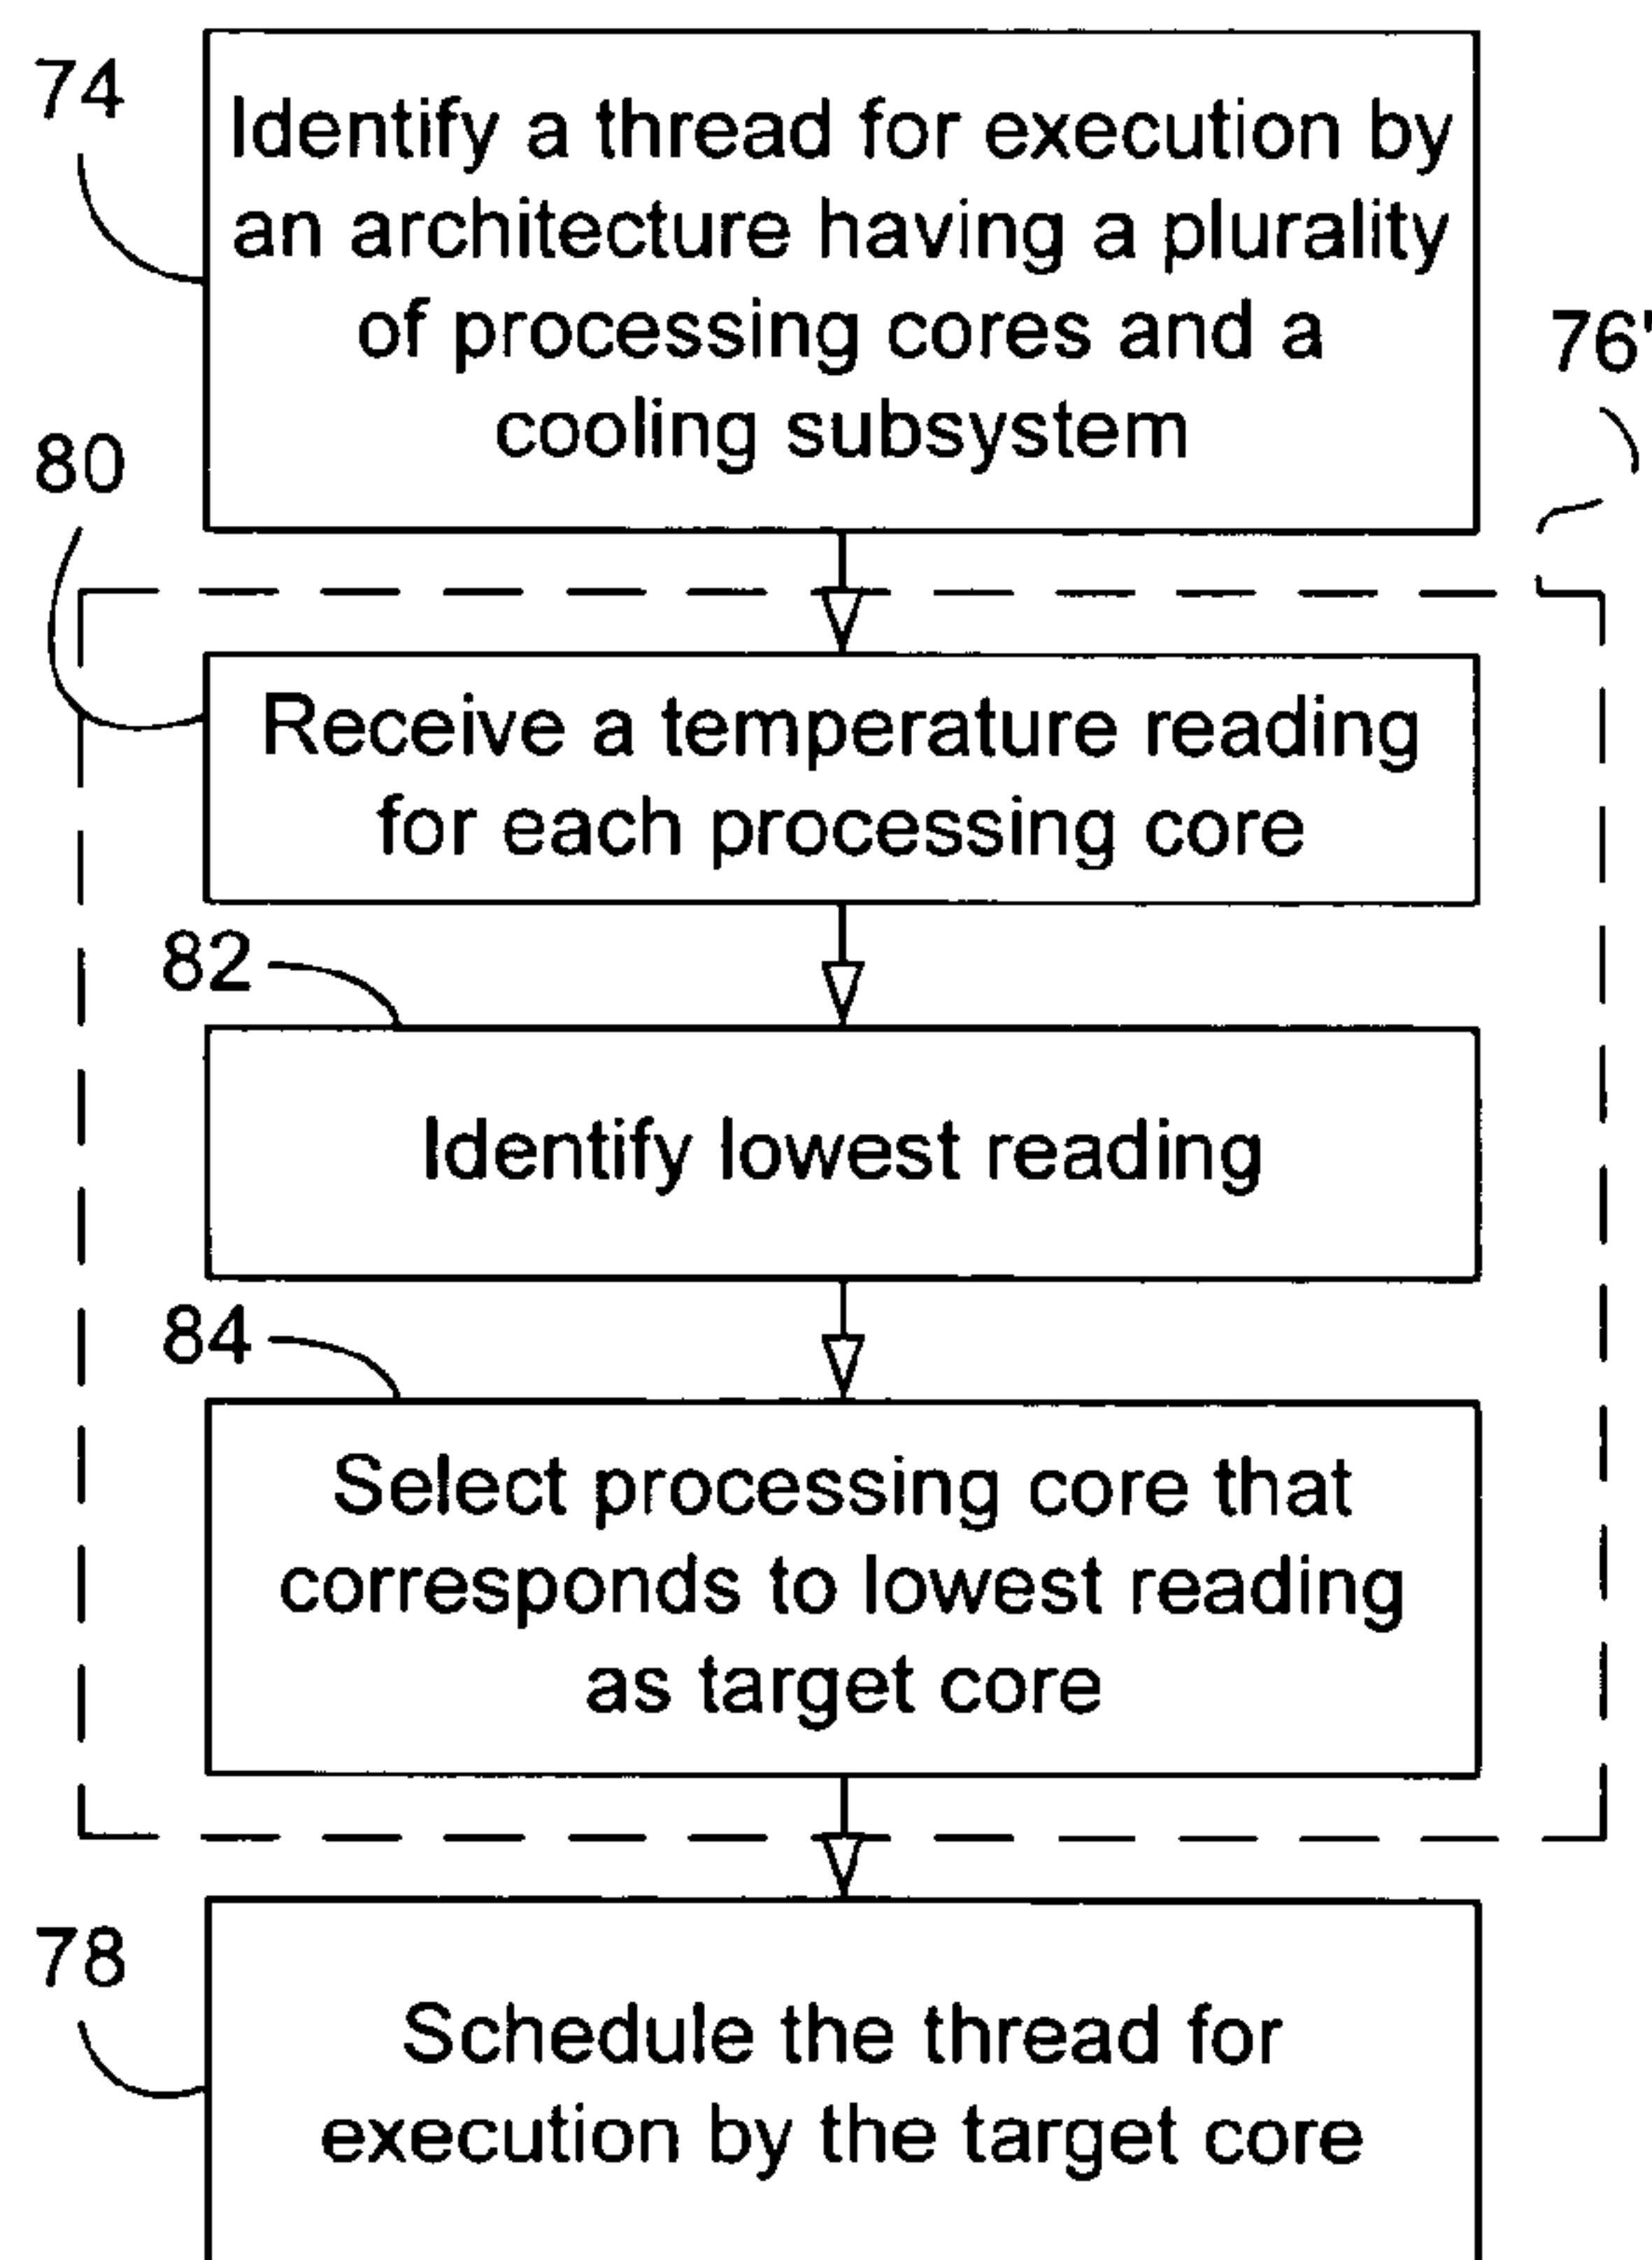 74
Identify a thread for execution by
an architecture having a plurality
of processing cores and a
cooling subsystem
76'
80
Receive a temperature reading
for each processing core
82
Identify lowest reading
84
Select processing core that
corresponds to lowest reading
as target core
78
Schedule the thread for
execution by the target core